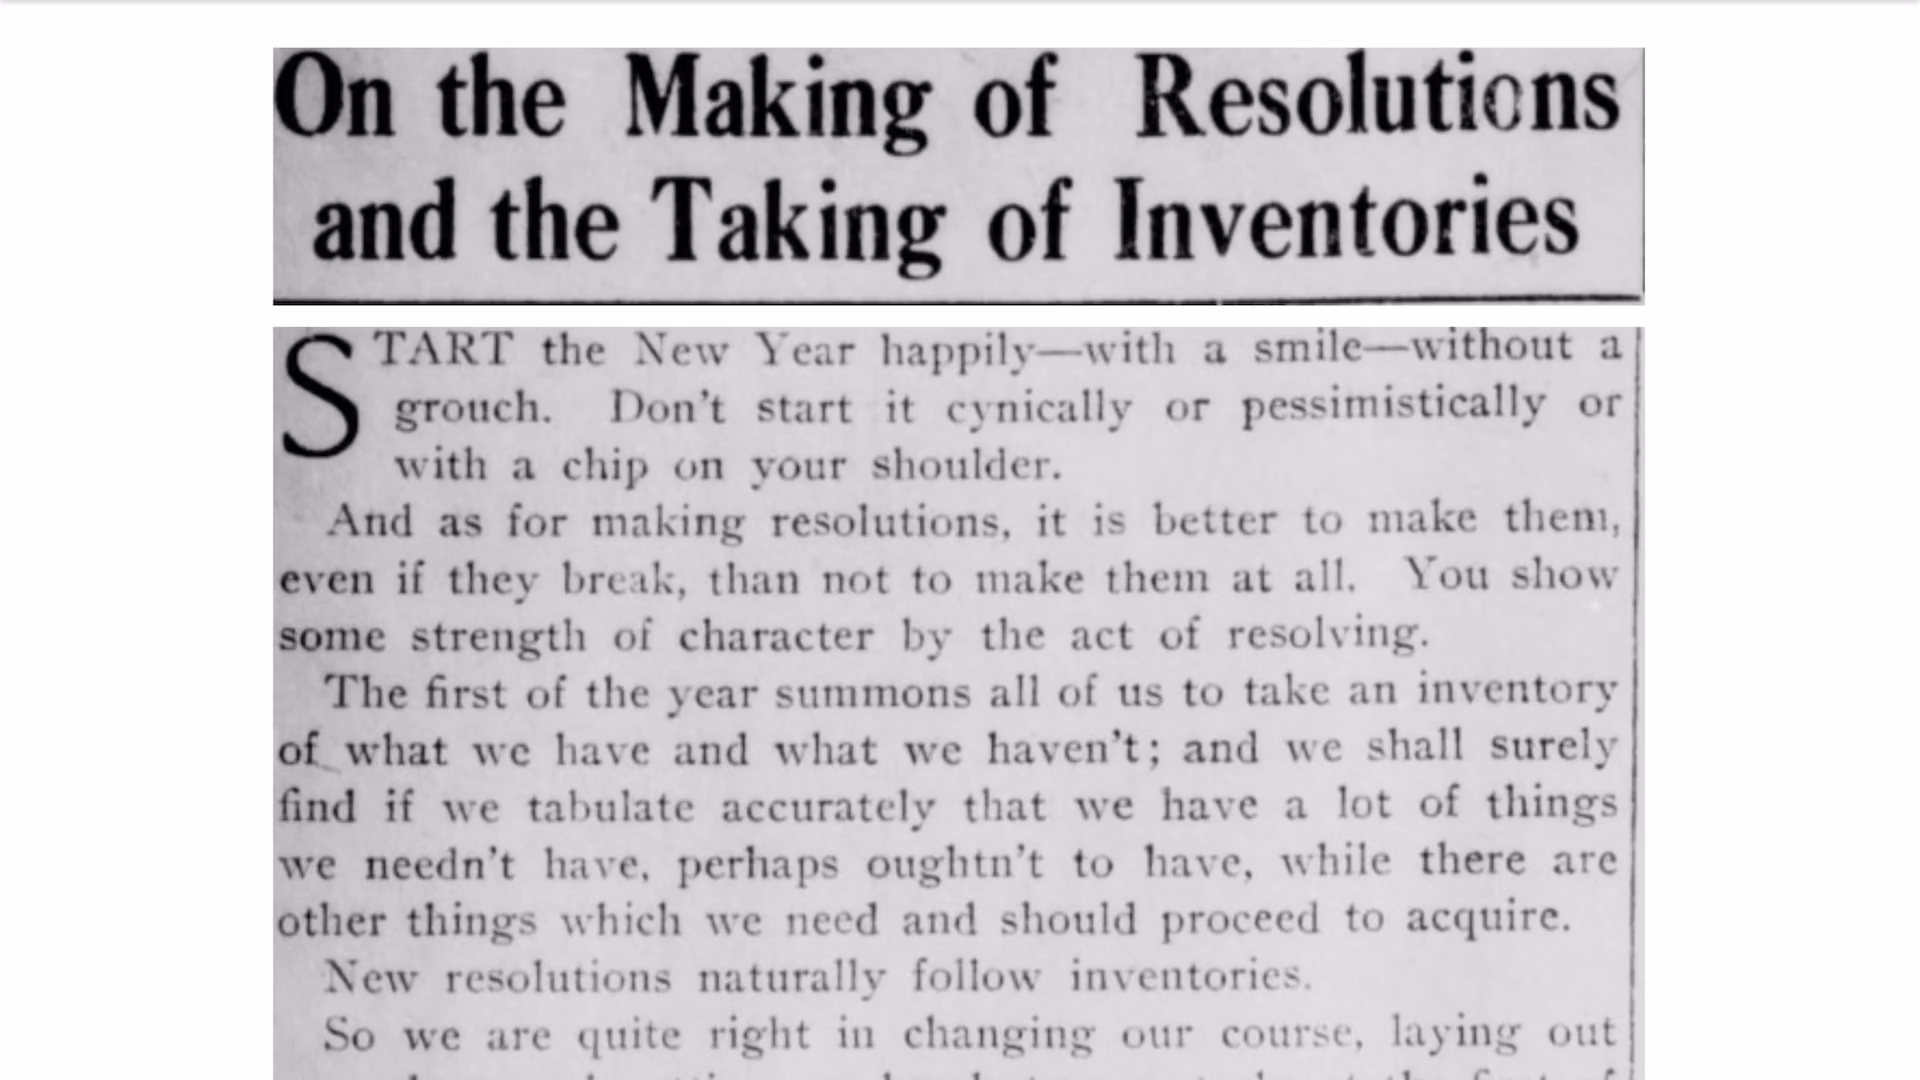 On the Making of Resolutions
and the Taking of Inventories
START the New Year happily—with a smile—without a
grouch. Don't start it cynically or pessimistically or
with a chip on your shoulder.
And as for making resolutions, it is better to make them,
even if they break, than not to make them at all. You show
some strength of character by the act of resolving.
The first of the year summons all of us to take an inventory
of what we have and what we haven't; and we shall surely
find if we tabulate accurately that we have a lot of things
we needn't have, perhaps oughtn't to have, while there are
other things which we need and should proceed to acquire.
New resolutions naturally follow inventories.
So we are quite right in changing our course, laying out